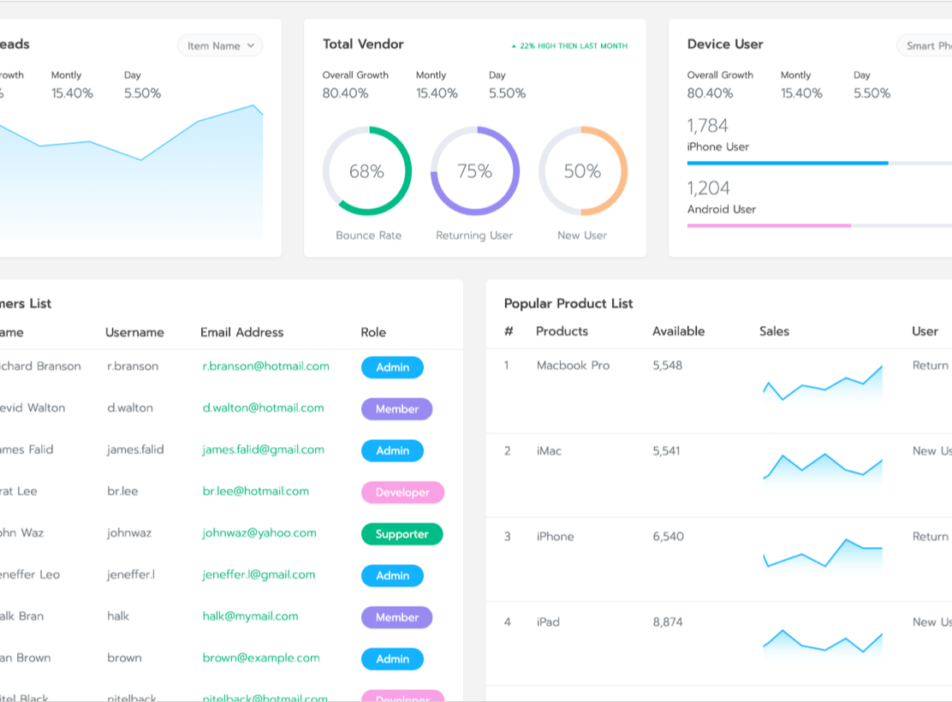 eads
Item Name
owth Montly Day
% 15.40% 5.50%
Total Vendor
22% HIGH THEN LAST MONTH
Overall Growth Montly Day
80.40% 15.40% 5.50%
68% 75% 50%
Bounce Rate Returning User New User
Device User
Smart Ph
Overall Growth Montly Day
80.40% 15.40% 5.50%
1,784
iPhone User
1,204
Android User
mers List
ame Username Email Address Role
ichard Branson r.branson r.branson@hotmail.com Admin
evid Walton d.walton d.walton@hotmail.com Member
ames Falid james.falid james.falid@gmail.com Admin
rat Lee br.lee br.lee@hotmail.com Developer
ohn Waz johnwaz johnwaz@yahoo.com Supporter
eneffer Leo jeneffer.l jeneffer.l@gmail.com Admin
alk Bran halk halk@mymail.com Member
an Brown brown brown@example.com Admin
itel Black nitelback nitelback@hotmail.com Developer
Popular Product List
# Products Available Sales User
1 Macbook Pro 5,548 Return
2 iMac 5,541 New Us
3 iPhone 6,540 Return
4 iPad 8,874 New Us